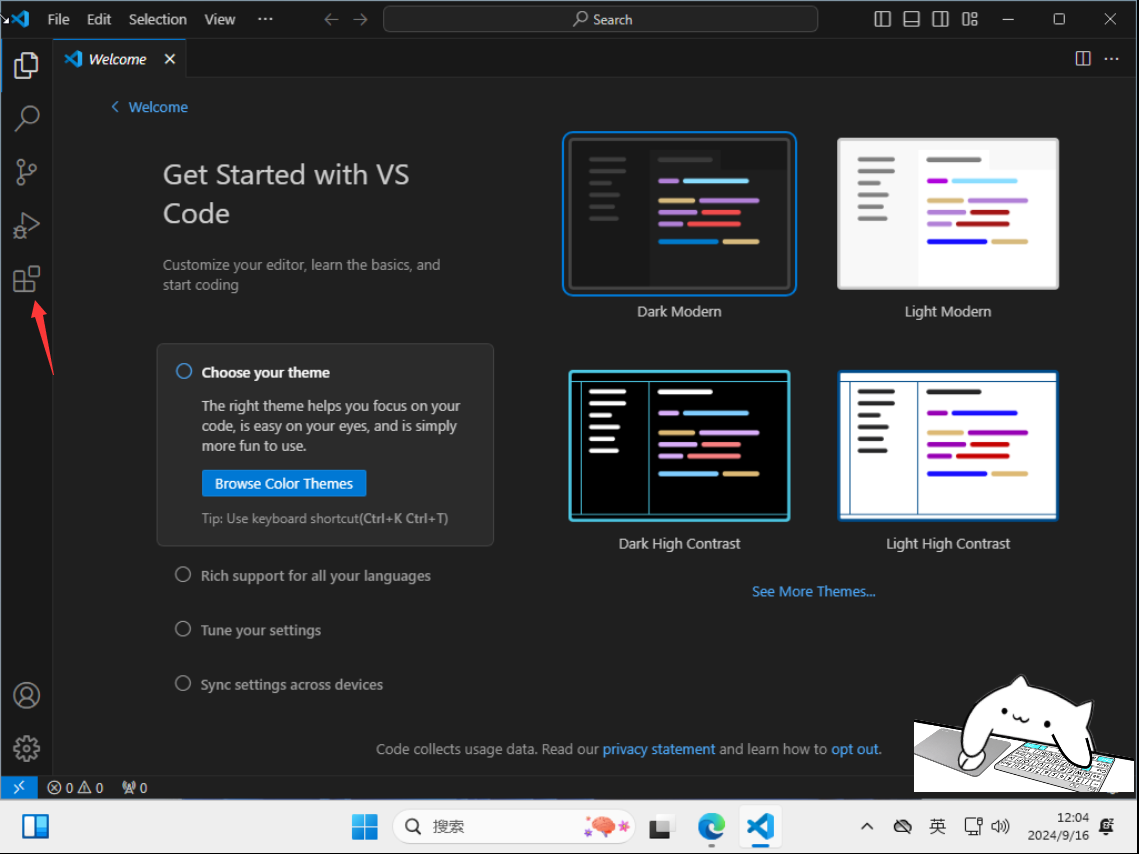 File Edit Selection View ··· Search
Welcome
Welcome
Get Started with VS
Code
Customize your editor, learn the basics, and
start coding
Choose your theme
The right theme helps you focus on your
code, is easy on your eyes, and is simply
more fun to use.
Browse Color Themes
Tip: Use keyboard shortcut(Ctrl+K Ctrl+T)
Rich support for all your languages
Tune your settings
Sync settings across devices
Dark Modern
Light Modern
Dark High Contrast
Light High Contrast
See More Themes...
Code collects usage data. Read our privacy statement and learn how to opt out.
0 0 0
搜索
英
12:04
2024/9/16